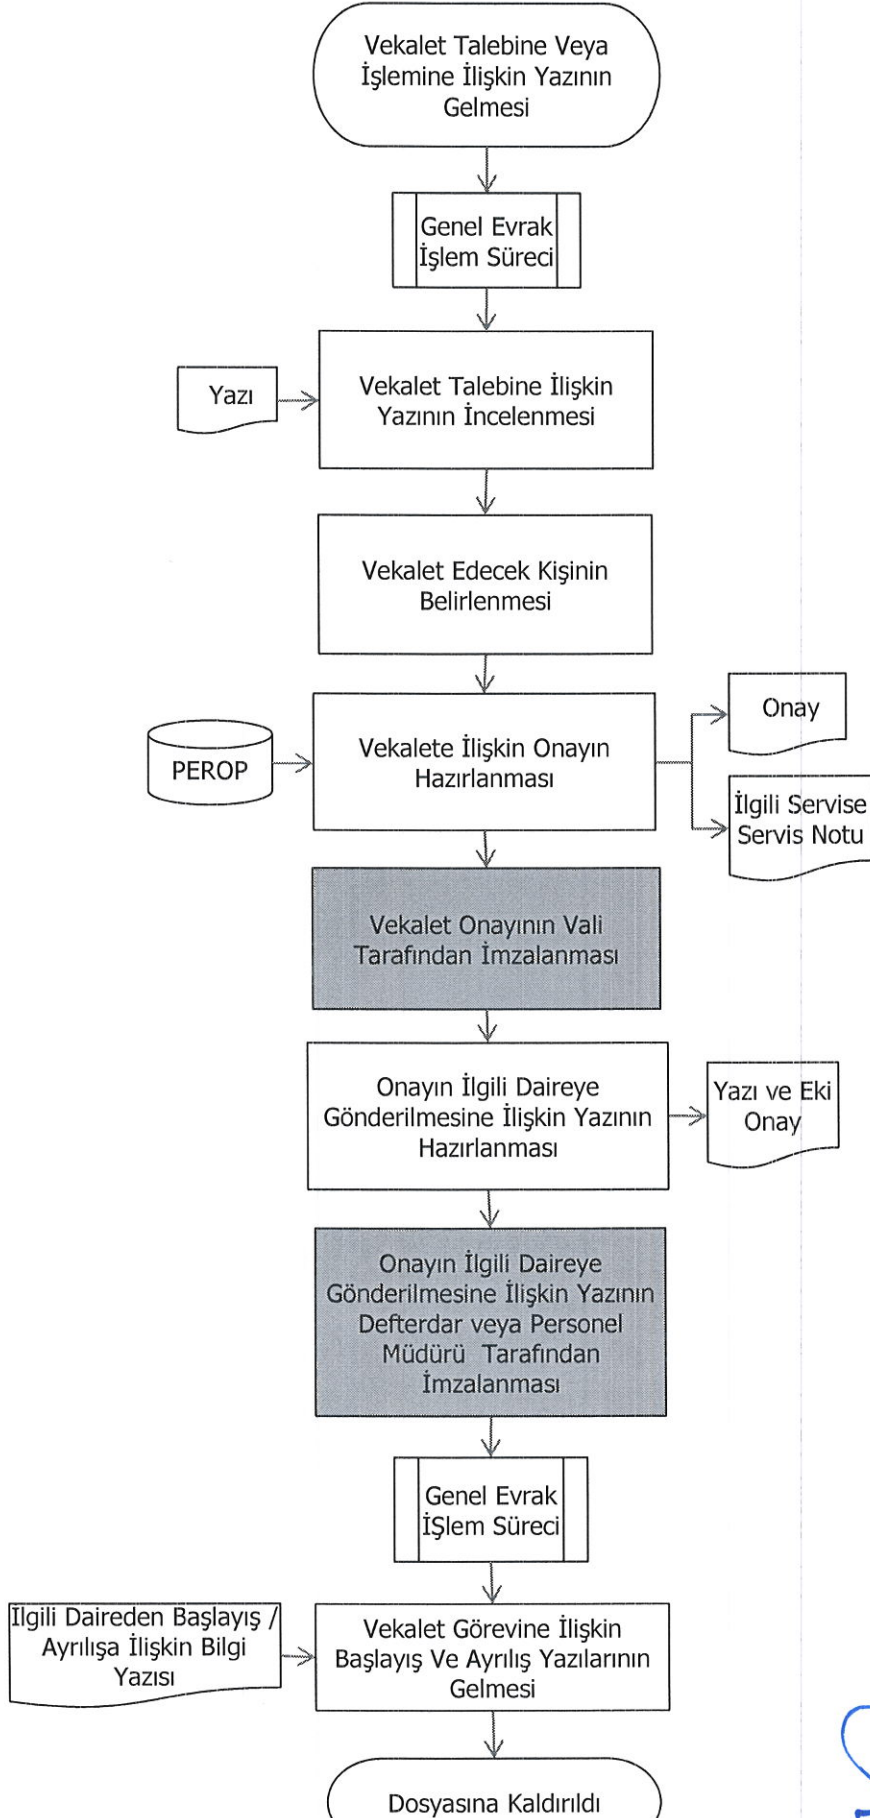 Vekalet Talebine Veya
İşlemine İlişkin Yazının
Gelmesi
Genel Evrak
İşlem Süreci
Yazı
Vekalet Talebine İlişkin
Yazının İncelenmesi
Vekalet Edecek Kişinin
Belirlenmesi
PEROP
Vekalete İlişkin Onayın
Hazırlanması
Onay
İlgili Servise
Servis Notu
Vekalet Onayının Vali
Tarafından İmzalanması
Onayın İlgili Daireye
Gönderilmesine İlişkin Yazının
Hazırlanması
Yazı ve Eki
Onay
Onayın İlgili Daireye
Gönderilmesine İlişkin Yazının
Defterdar veya Personel
Müdürü Tarafından
İmzalanması
Genel Evrak
İŞlem Süreci
İlgili Daireden Başlayış /
Ayrılışa İlişkin Bilgi
Yazısı
Vekalet Görevine İlişkin
Başlayış Ve Ayrılış Yazılarının
Gelmesi
Dosyasına Kaldırıldı